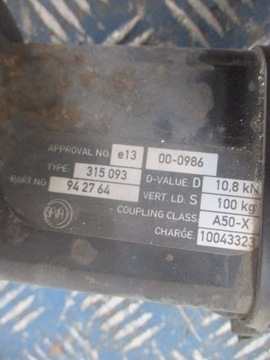 APPROVAL NO e13 00-0986
TYPE 315 093 D-VALUE D 10,8 kN
PART NO 94 27 64 VERT. LD. S 100 kg
COUPLING CLASS A50-X
CHARGE 10043323